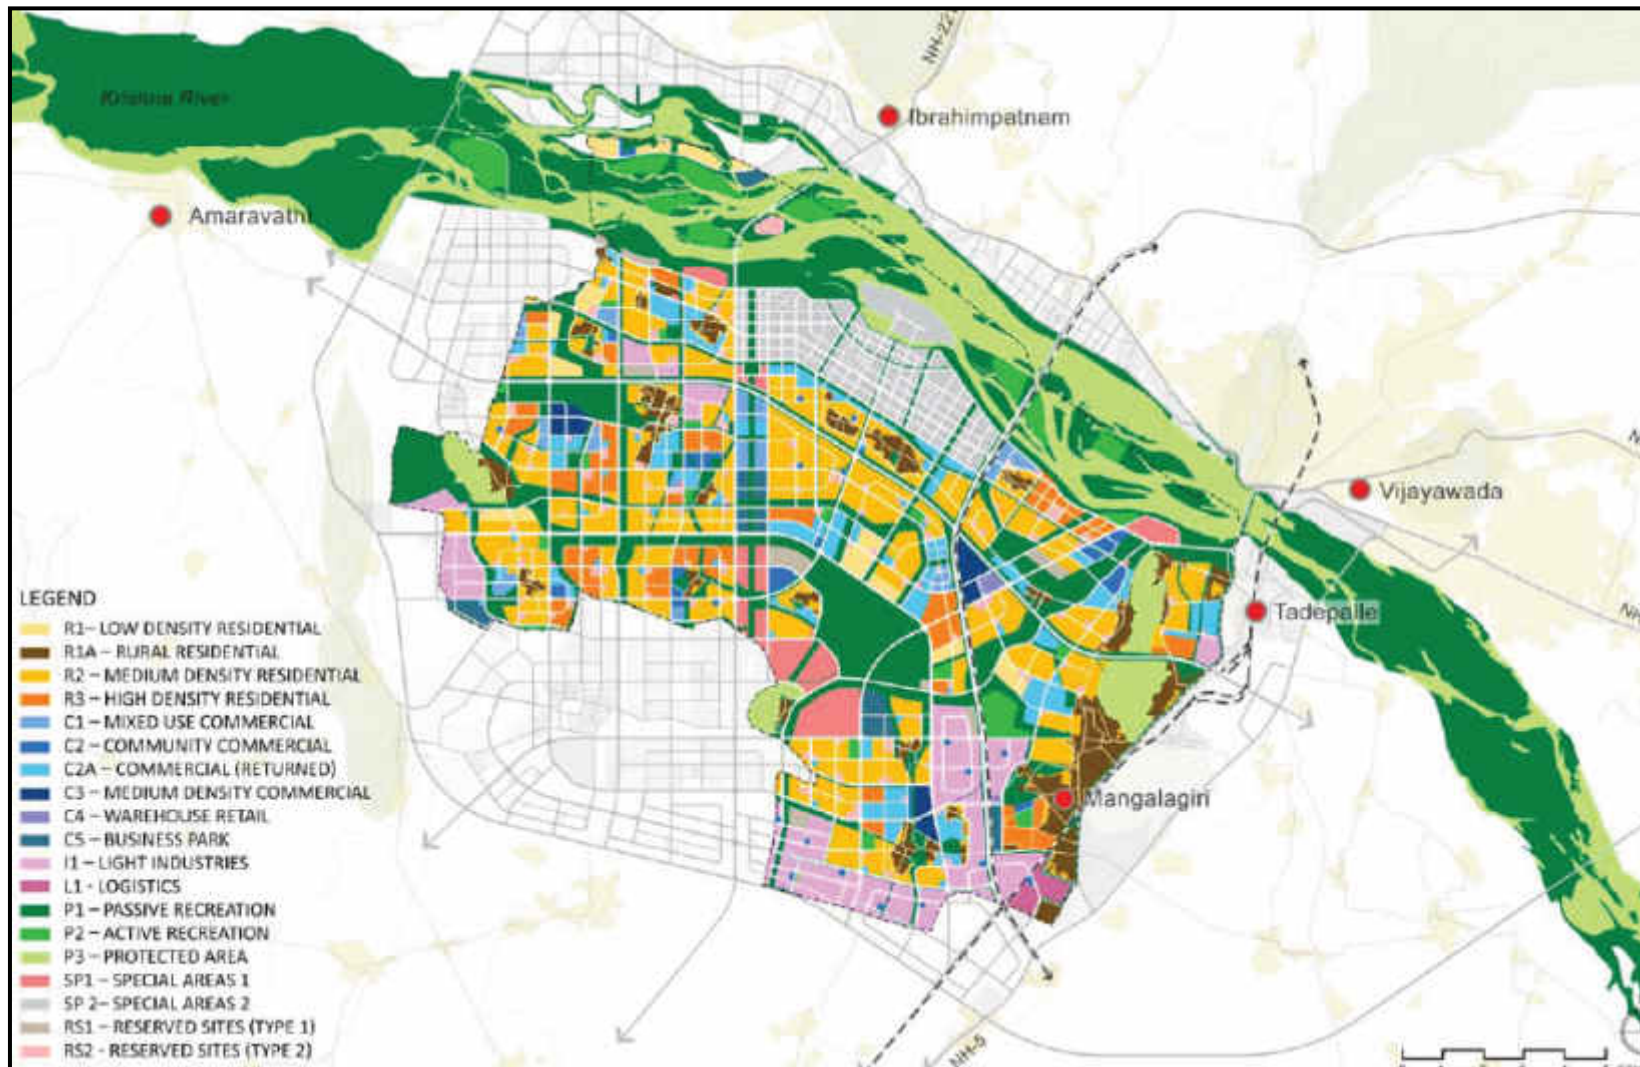 NH-221
Krishna River
Ibrahimpatnam
Amaravathi
Vijayawada
Tadepalle
Mangalagiri
NH-5
LEGEND
R1– LOW DENSITY RESIDENTIAL
R1A – RURAL RESIDENTIAL
R2 – MEDIUM DENSITY RESIDENTIAL
R3 – HIGH DENSITY RESIDENTIAL
C1 – MIXED USE COMMERCIAL
C2 – COMMUNITY COMMERCIAL
C2A – COMMERCIAL (RETURNED)
C3 – MEDIUM DENSITY COMMERCIAL
C4 – WAREHOUSE RETAIL
C5 – BUSINESS PARK
I1 – LIGHT INDUSTRIES
L1 - LOGISTICS
P1 – PASSIVE RECREATION
P2 – ACTIVE RECREATION
P3 – PROTECTED AREA
SP1 – SPECIAL AREAS 1
SP 2– SPECIAL AREAS 2
RS1 – RESERVED SITES (TYPE 1)
RS2 - RESERVED SITES (TYPE 2)